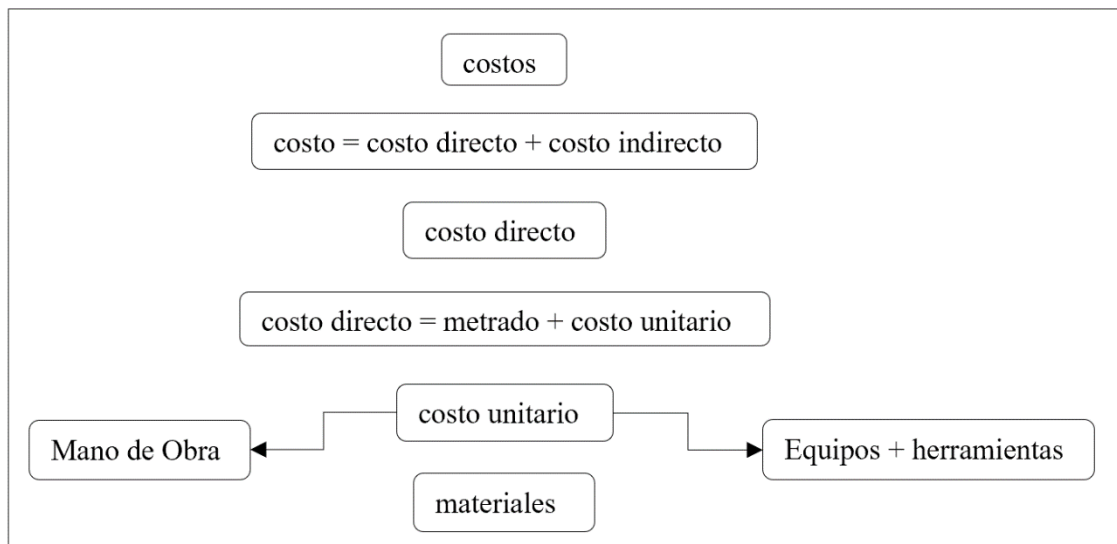 costos
costo = costo directo + costo indirecto
costo directo
costo directo = metrado + costo unitario
costo unitario
Mano de Obra
Equipos + herramientas
materiales